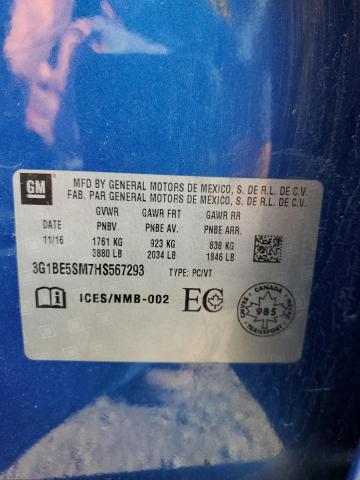 GM
MFD BY GENERAL MOTORS DE MEXICO, S. DE R.L. DE C.V.
FAB. PAR GENERAL MOTORS DE MEXICO, S. DE R.L. DE C.V.
GVWR GAWR FRT GAWR RR
DATE PNBV PNBE AV. PNBE ARR.
11/16 1761 KG 923 KG 838 KG
3880 LB 2034 LB 1846 LB
3G1BE5SM7HS567293 TYPE: PC/VT
ICES/NMB-002 EC
CANADA
985
TRANSPORT